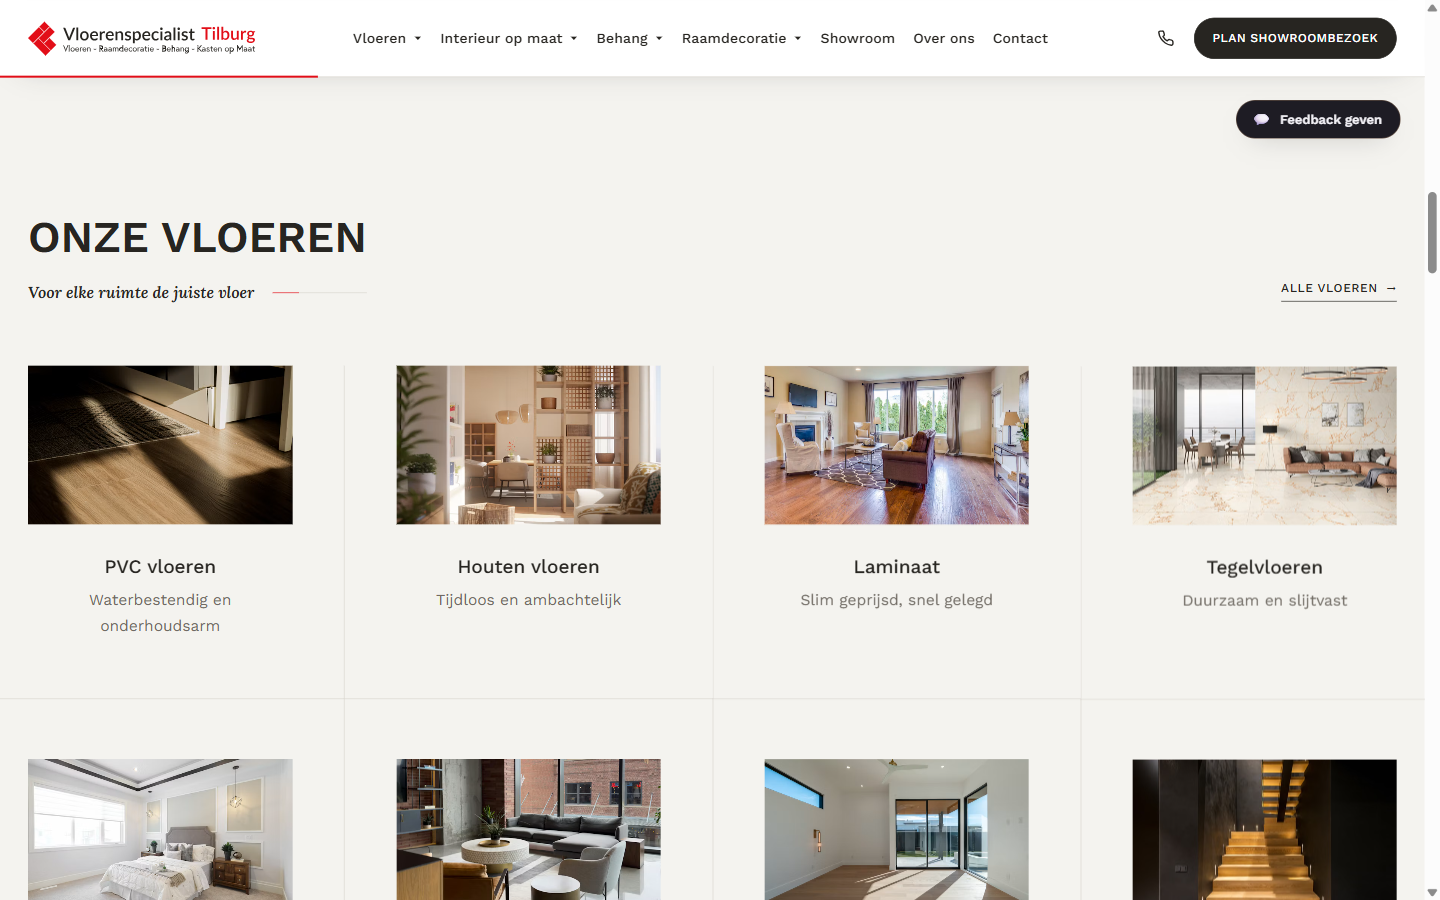 Vloerenspecialist Tilburg
Vloeren - Raamdecoratie - Behang - Kasten op Maat
Vloeren
Interieur op maat
Behang
Raamdecoratie
Showroom
Over ons
Contact
PLAN SHOWROOMBEZOEK
Feedback geven
ONZE VLOEREN
Voor elke ruimte de juiste vloer
ALLE VLOEREN →
PVC vloeren
Waterbestendig en
onderhoudsarm
Houten vloeren
Tijdloos en ambachtelijk
Laminaat
Slim geprijsd, snel gelegd
Tegelvloeren
Duurzaam en slijtvast